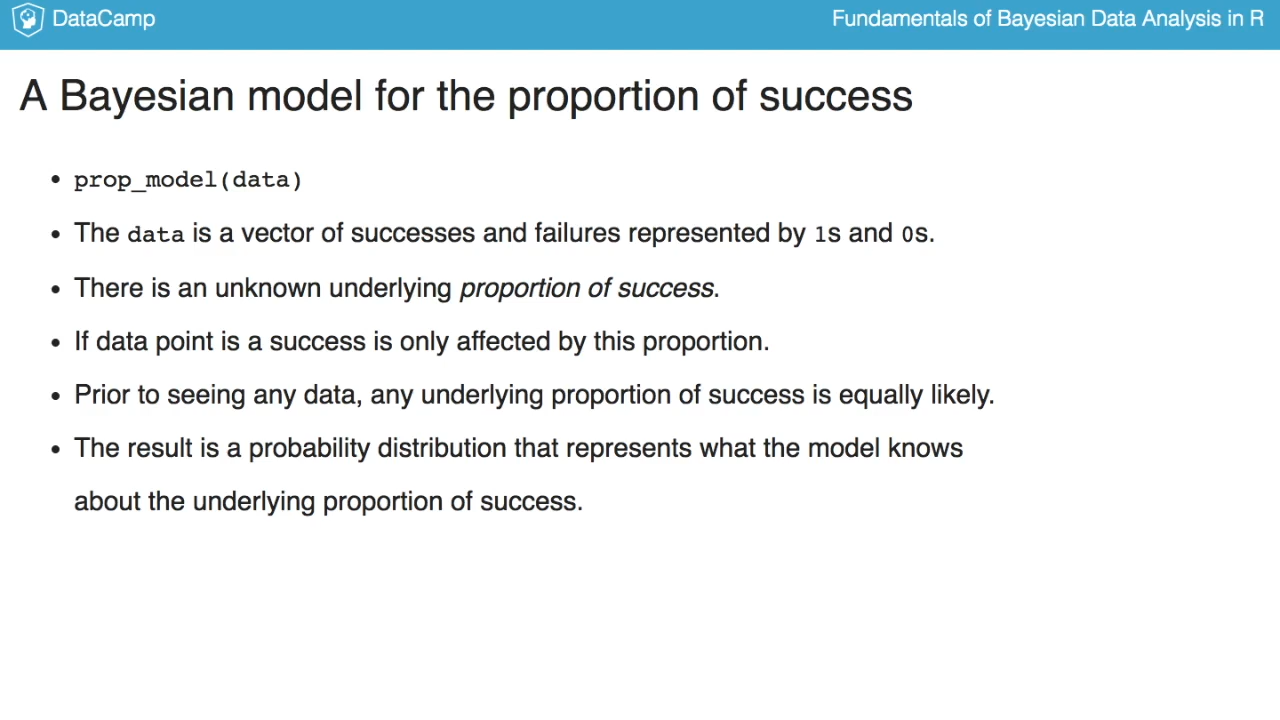 DataCamp
Fundamentals of Bayesian Data Analysis in R
A Bayesian model for the proportion of success
• prop_model(data)
• The data is a vector of successes and failures represented by 1s and 0s.
• There is an unknown underlying proportion of success.
• If data point is a success is only affected by this proportion.
• Prior to seeing any data, any underlying proportion of success is equally likely.
• The result is a probability distribution that represents what the model knows
about the underlying proportion of success.